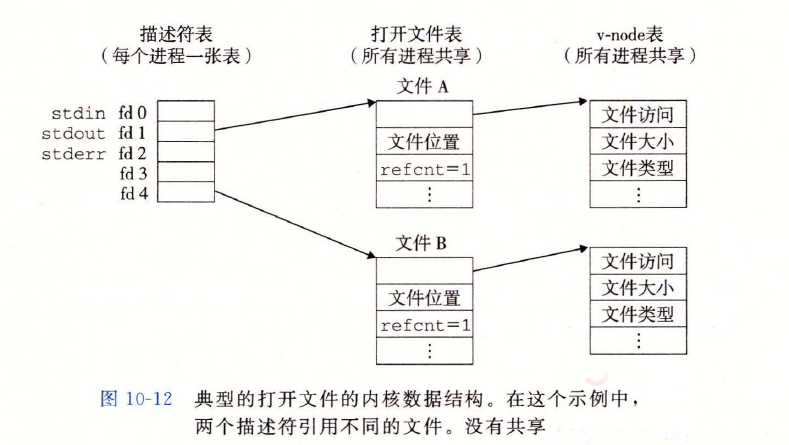 描述符表
(每个进程一张表)
打开文件表
(所有进程共享)
v-node表
(所有进程共享)
stdin fd 0
stdout fd 1
stderr fd 2
fd 3
fd 4
文件 A
文件位置
refcnt=1
⋮
文件访问
文件大小
文件类型
⋮
文件 B
文件位置
refcnt=1
⋮
文件访问
文件大小
文件类型
⋮
图 10-12 典型的打开文件的内核数据结构。在这个示例中，
两个描述符引用不同的文件。没有共享